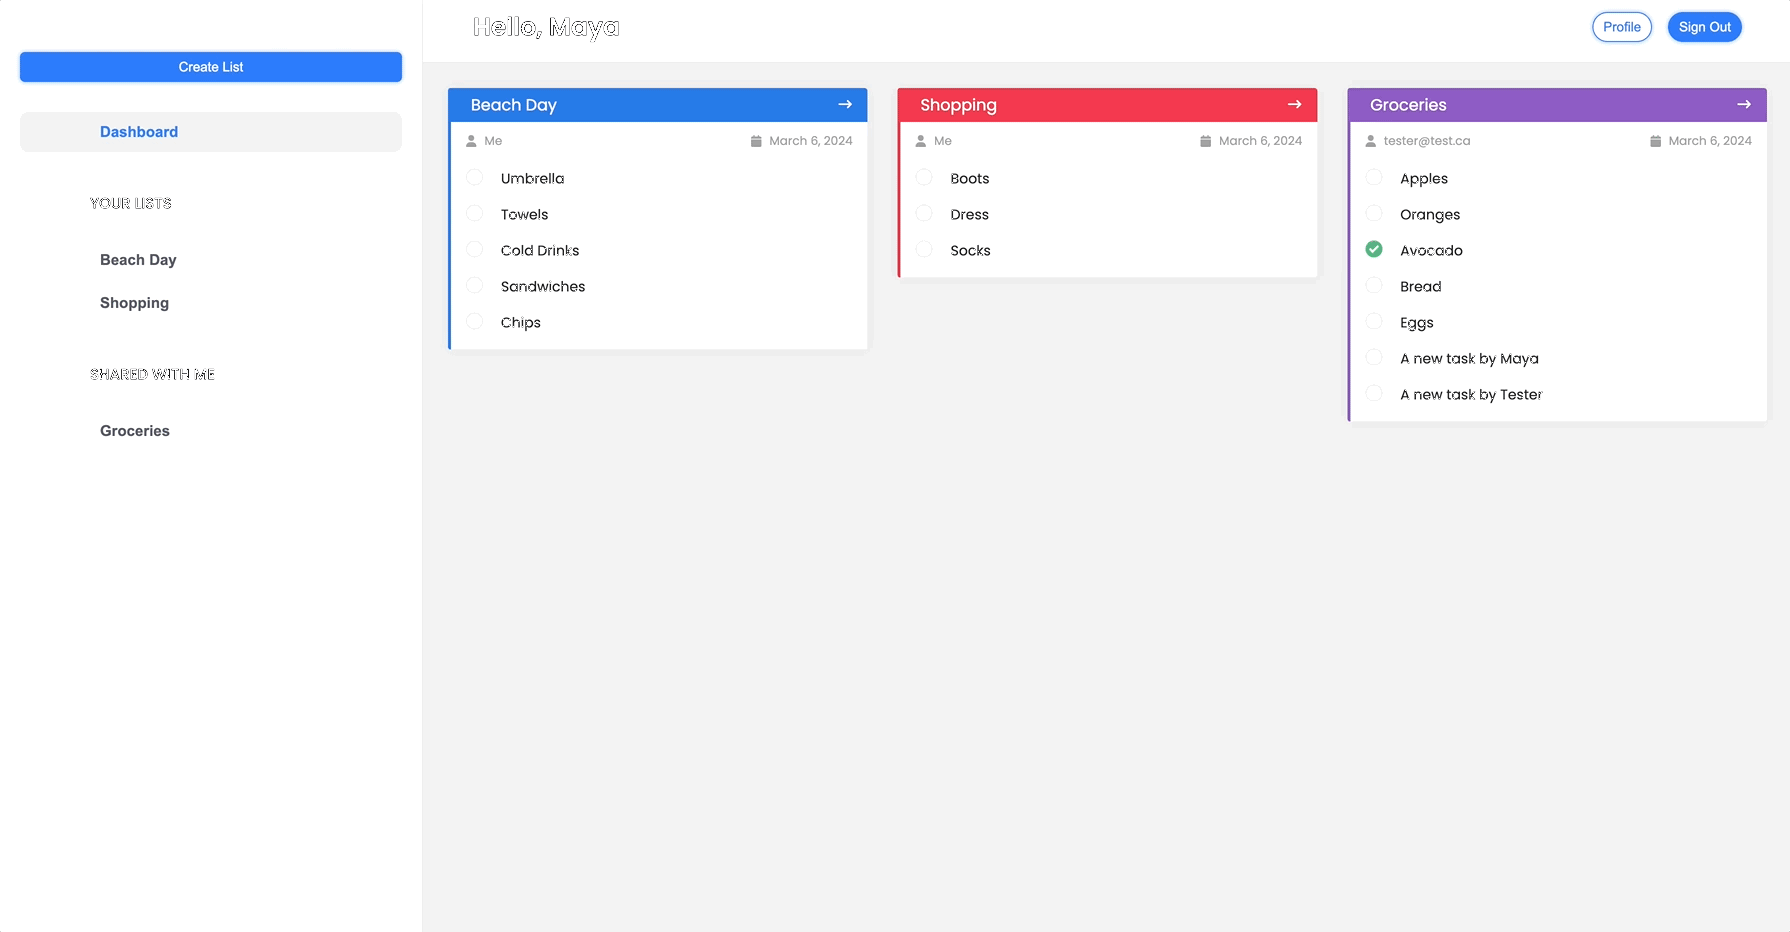 Create List
Dashboard
YOUR LISTS
Beach Day
Shopping
SHARED WITH ME
Groceries
Hello, Maya
Profile
Sign Out
Beach Day
Me
March 6, 2024
Umbrella
Towels
Cold Drinks
Sandwiches
Chips
Shopping
Me
March 6, 2024
Boots
Dress
Socks
Groceries
tester@test.ca
March 6, 2024
Apples
Oranges
Avocado
Bread
Eggs
A new task by Maya
A new task by Tester